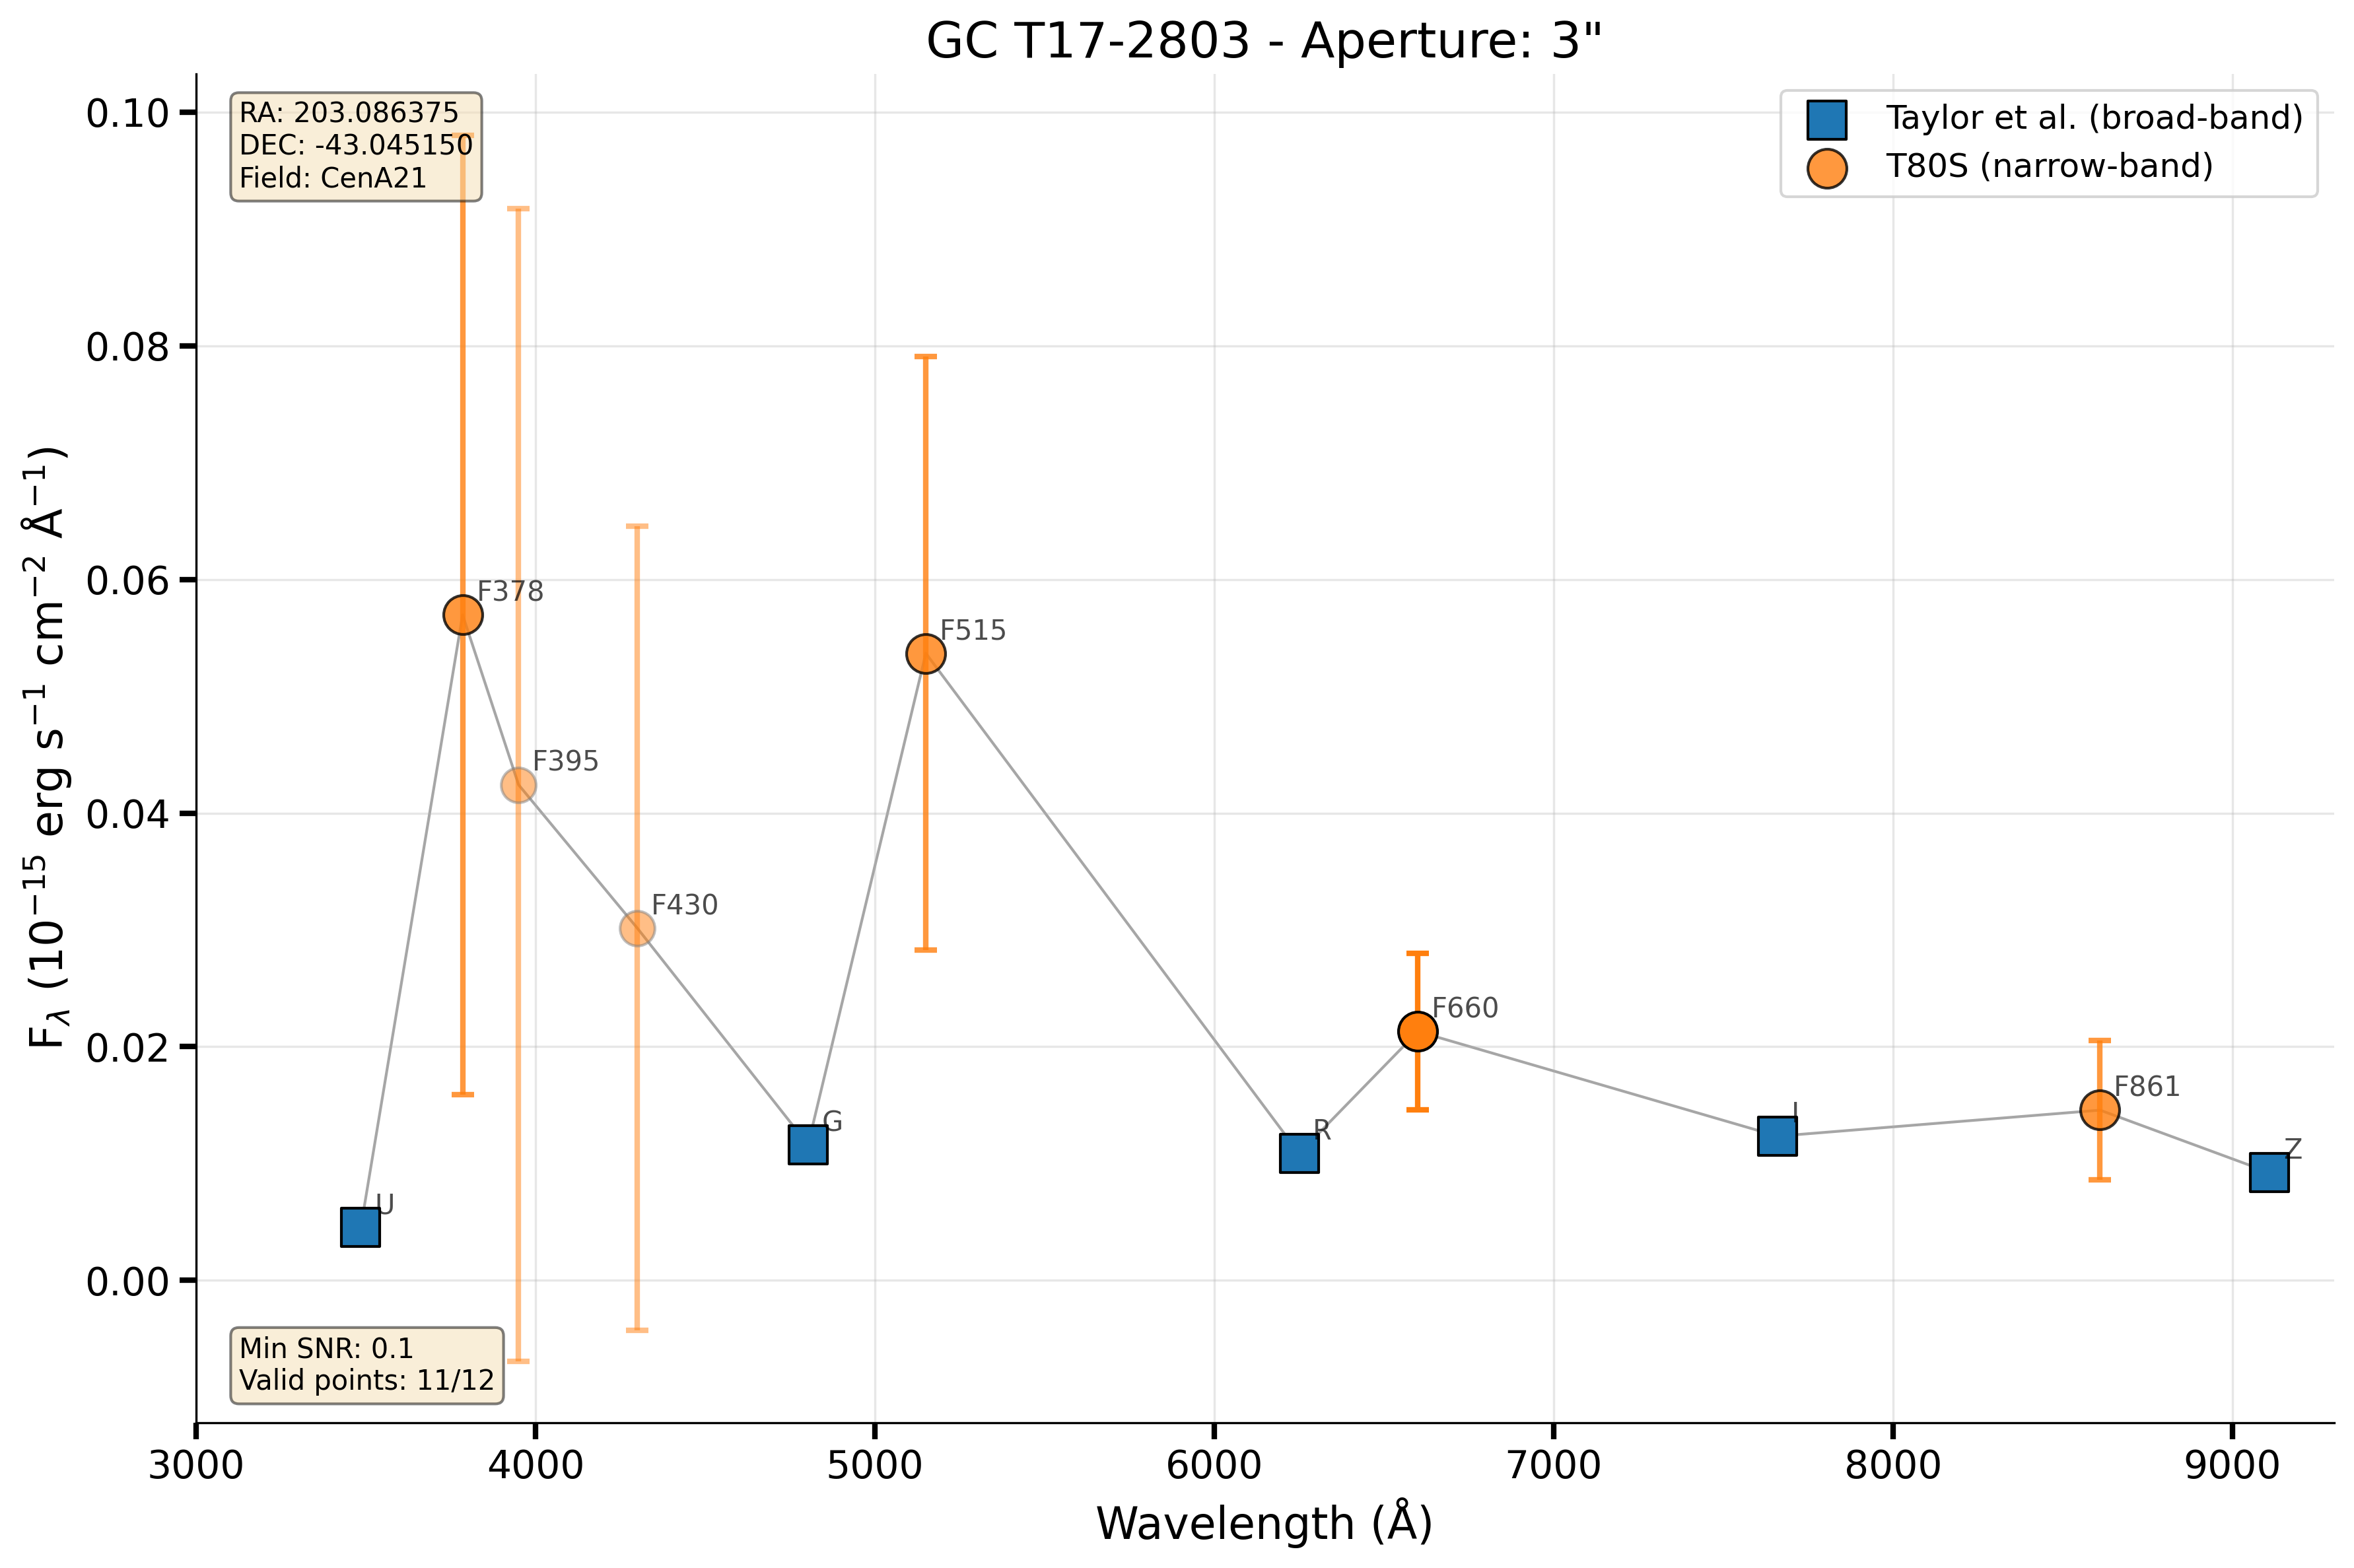 GC T17-2803 - Aperture: 3"
RA: 203.086375
DEC: -43.045150
Field: CenA21
Taylor et al. (broad-band)
T80S (narrow-band)
0.10
0.08
0.06
0.04
0.02
0.00
F$_λ$ (10$^{−15}$ erg s$^{−1}$ cm$^{−2}$ Å$^{−1}$)
F378
F515
F395
F430
F660
F861
U
G
R
I
Z
Min SNR: 0.1
Valid points: 11/12
3000 4000 5000 6000 7000 8000 9000
Wavelength (Å)